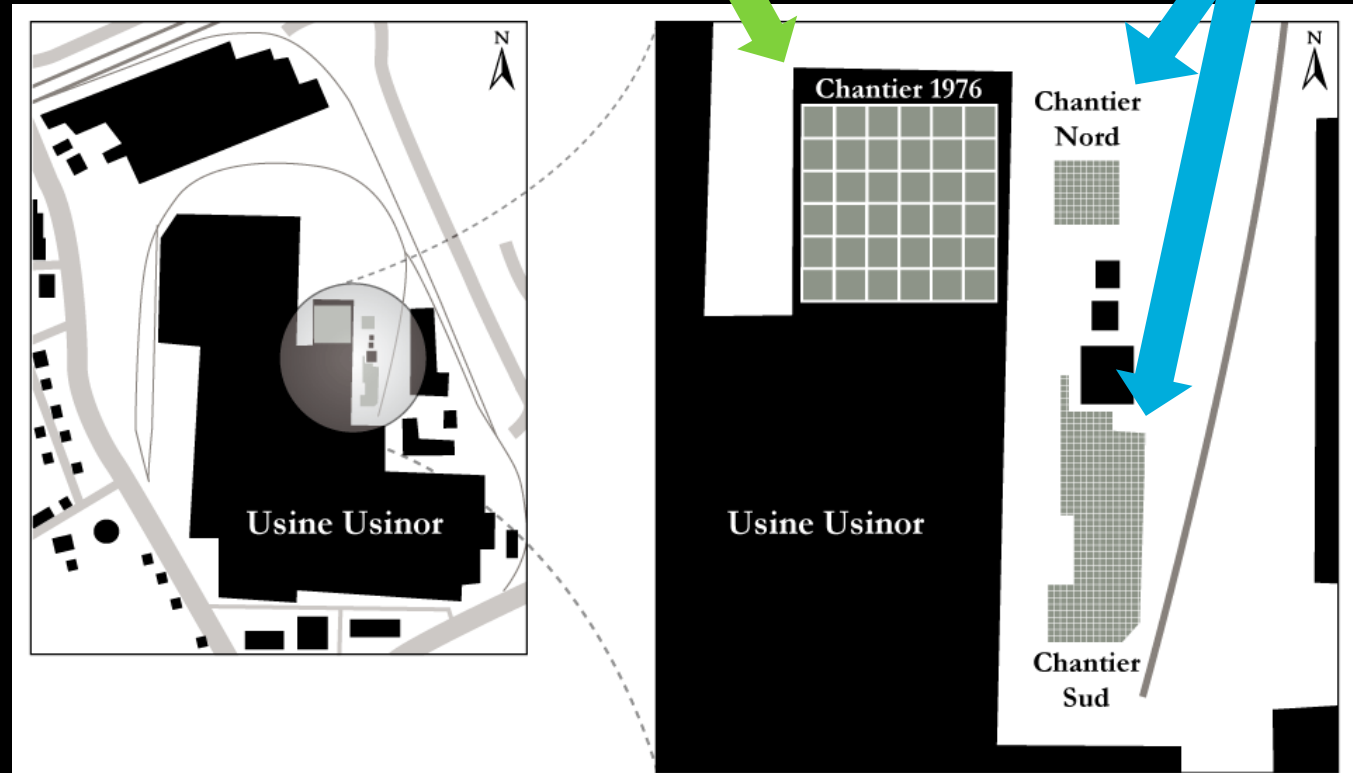 N
Usine Usinor
N
Chantier 1976
Chantier
Nord
Usine Usinor
Chantier
Sud